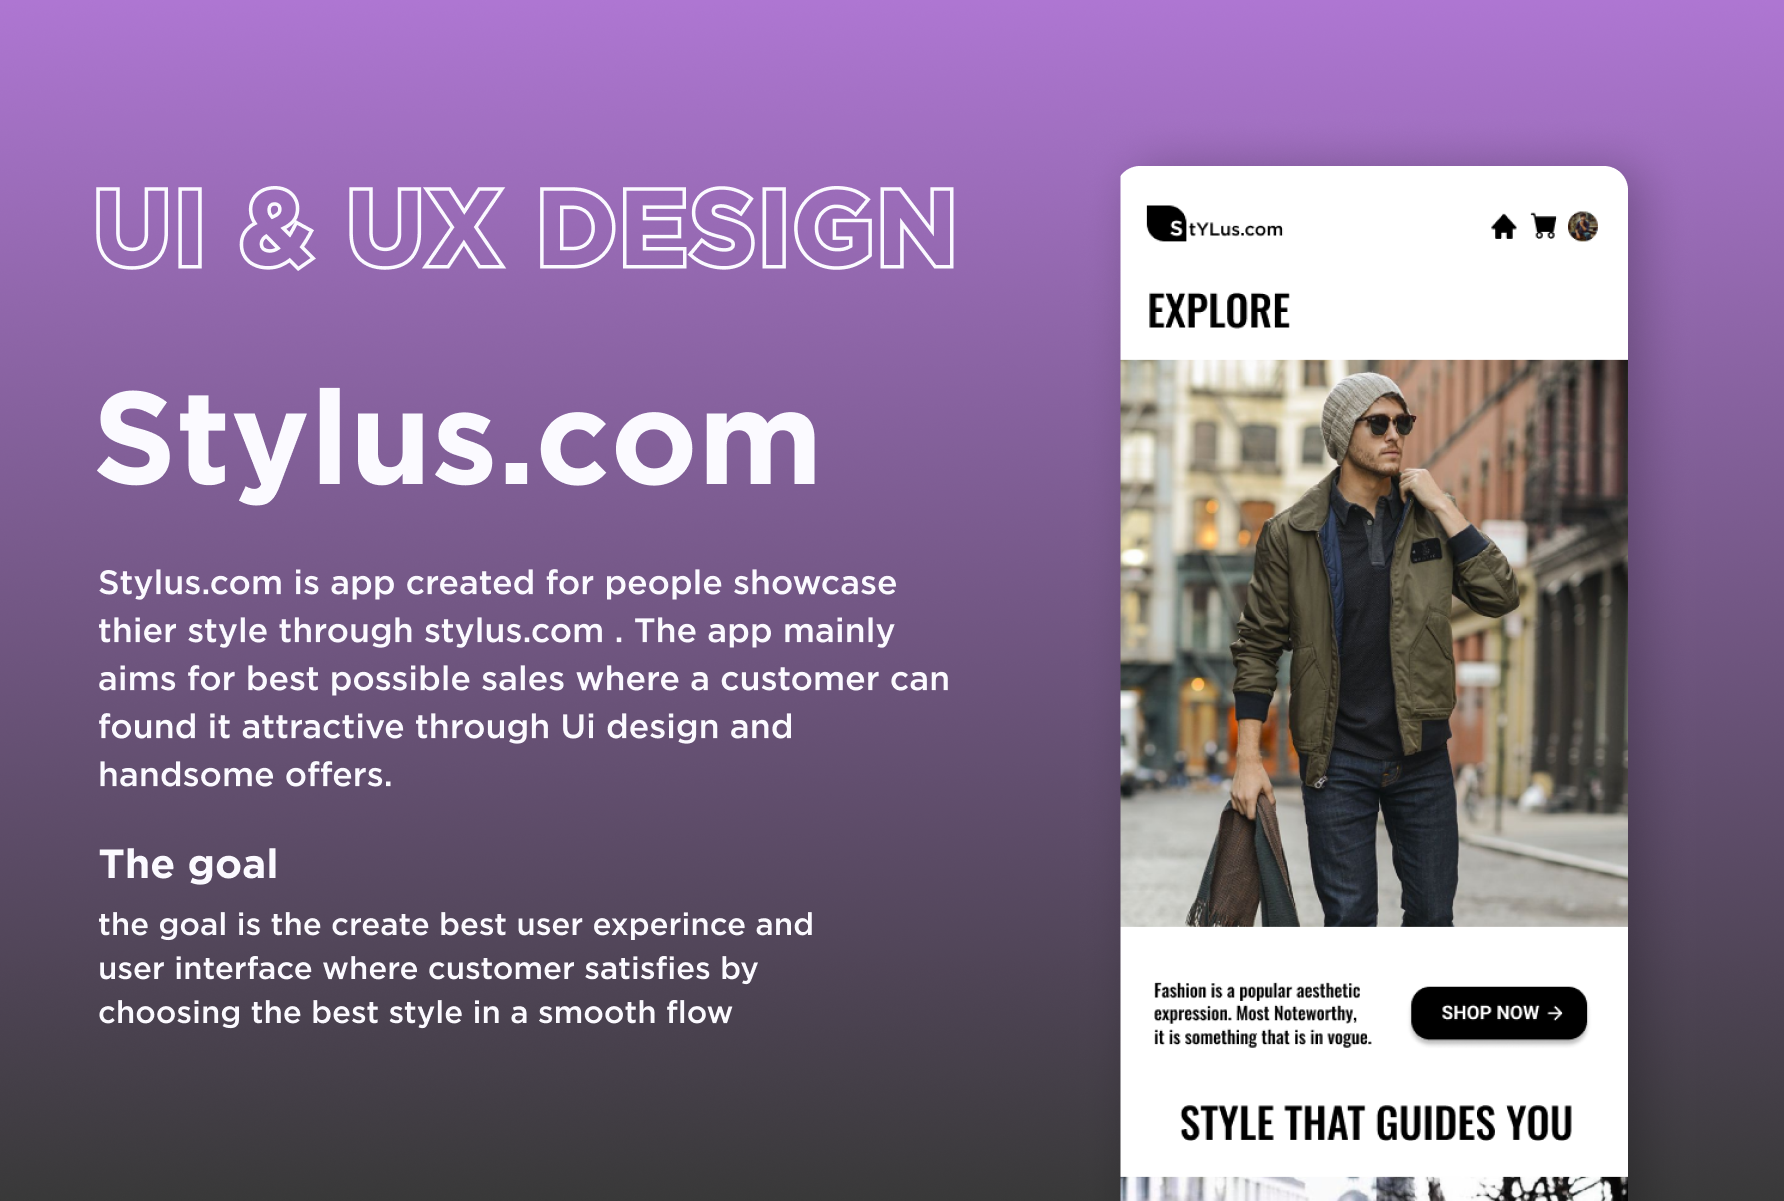 UI & UX DESIGN
Stylus.com
Stylus.com is app created for people showcase
thier style through stylus.com . The app mainly
aims for best possible sales where a customer can
found it attractive through Ui design and
handsome offers.
The goal
the goal is the create best user experince and
user interface where customer satisfies by
choosing the best style in a smooth flow
StYLus.com
EXPLORE
Fashion is a popular aesthetic
expression. Most Noteworthy,
it is something that is in vogue.
SHOP NOW →
STYLE THAT GUIDES YOU